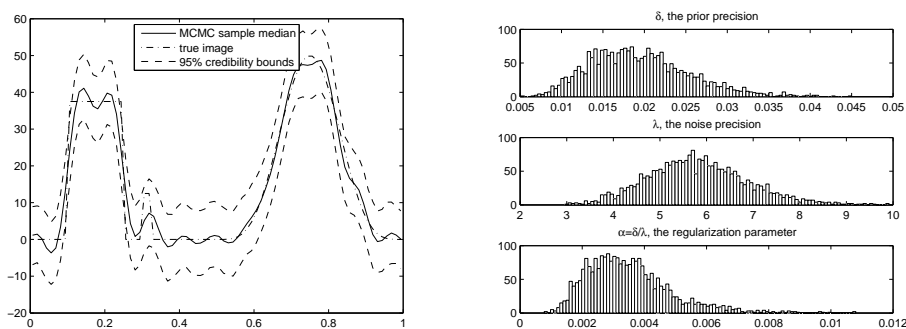 60
50
40
30
20
10
0
−10
−20
0 0.2 0.4 0.6 0.8 1
MCMC sample median
true image
95% credibility bounds
δ, the prior precision
100
50
0
0.005 0.01 0.015 0.02 0.025 0.03 0.035 0.04 0.045 0.05
λ, the noise precision
100
50
0
2 3 4 5 6 7 8 9 10
α=δ/λ, the regularization parameter
100
50
0
0 0.002 0.004 0.006 0.008 0.01 0.012